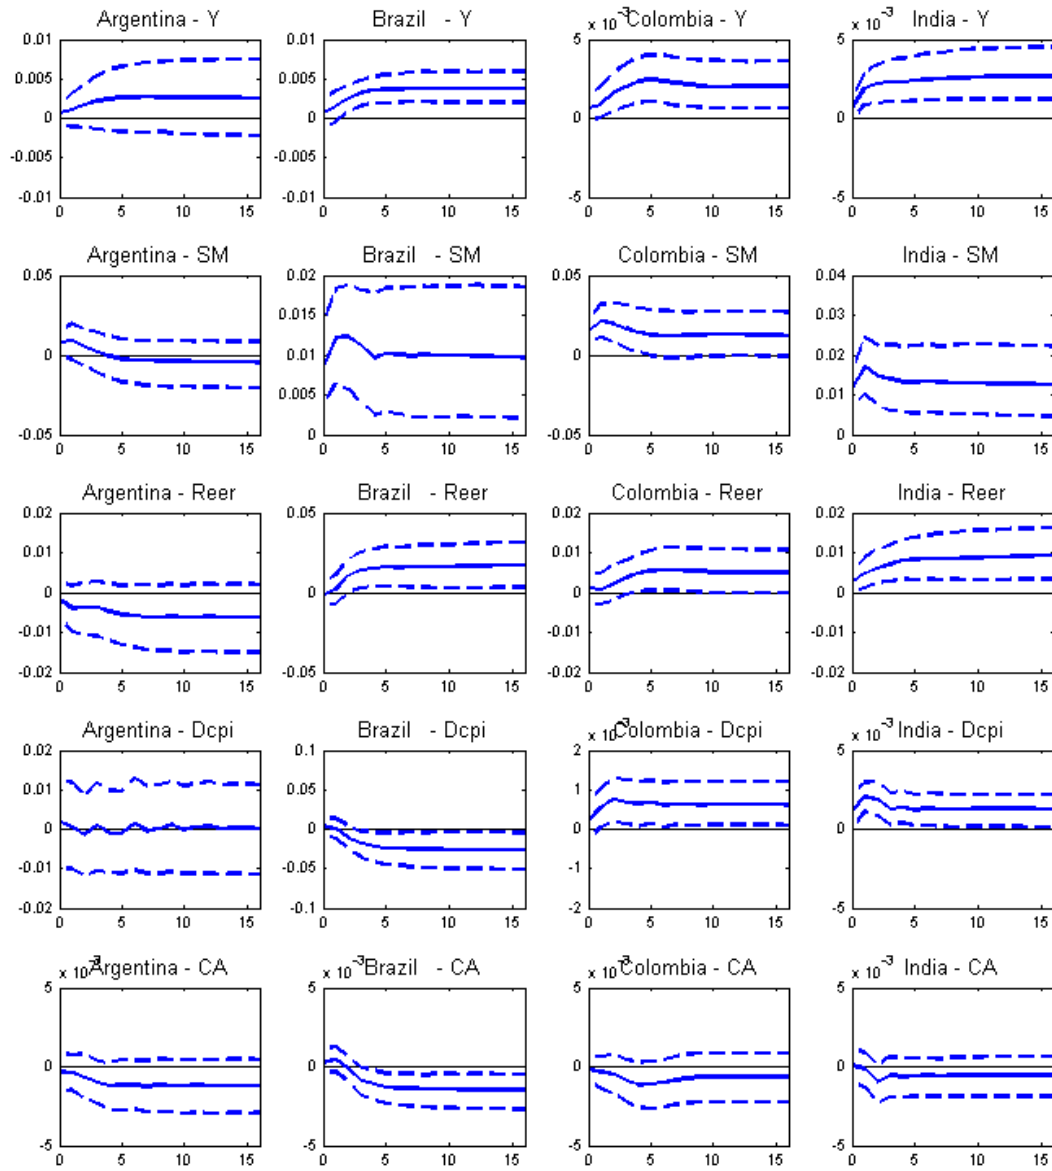 Argentina - Y
Brazil - Y
x 10⁻³ Colombia - Y
x 10⁻³ India - Y
0.01
0.005
0
-0.005
-0.01
0 5 10 15
0.01
0.005
0
-0.005
-0.01
0 5 10 15
5
0
-5
0 5 10 15
5
0
-5
0 5 10 15
Argentina - SM
Brazil - SM
Colombia - SM
India - SM
0.05
0
-0.05
0 5 10 15
0.020
0.015
0.010
0.005
0
0 5 10 15
0.05
0
-0.05
0 5 10 15
0.04
0.03
0.02
0.01
0
0 5 10 15
Argentina - Reer
Brazil - Reer
Colombia - Reer
India - Reer
0.02
0.01
0
-0.01
-0.02
0 5 10 15
0.05
0
-0.05
0 5 10 15
0.02
0.01
0
-0.01
-0.02
0 5 10 15
0.02
0.01
0
-0.01
-0.02
0 5 10 15
Argentina - Dcpi
Brazil - Dcpi
x 10⁻³ Colombia - Dcpi
x 10⁻³ India - Dcpi
0.02
0.01
0
-0.01
-0.02
0 5 10 15
0.1
0.05
0
-0.05
-0.1
0 5 10 15
2
1
0
-1
-2
0 5 10 15
5
0
-5
0 5 10 15
x 10⁻³ Argentina - CA
x 10⁻³ Brazil - CA
x 10⁻³ Colombia - CA
x 10⁻³ India - CA
5
0
-5
0 5 10 15
5
0
-5
0 5 10 15
5
0
-5
0 5 10 15
5
0
-5
0 5 10 15